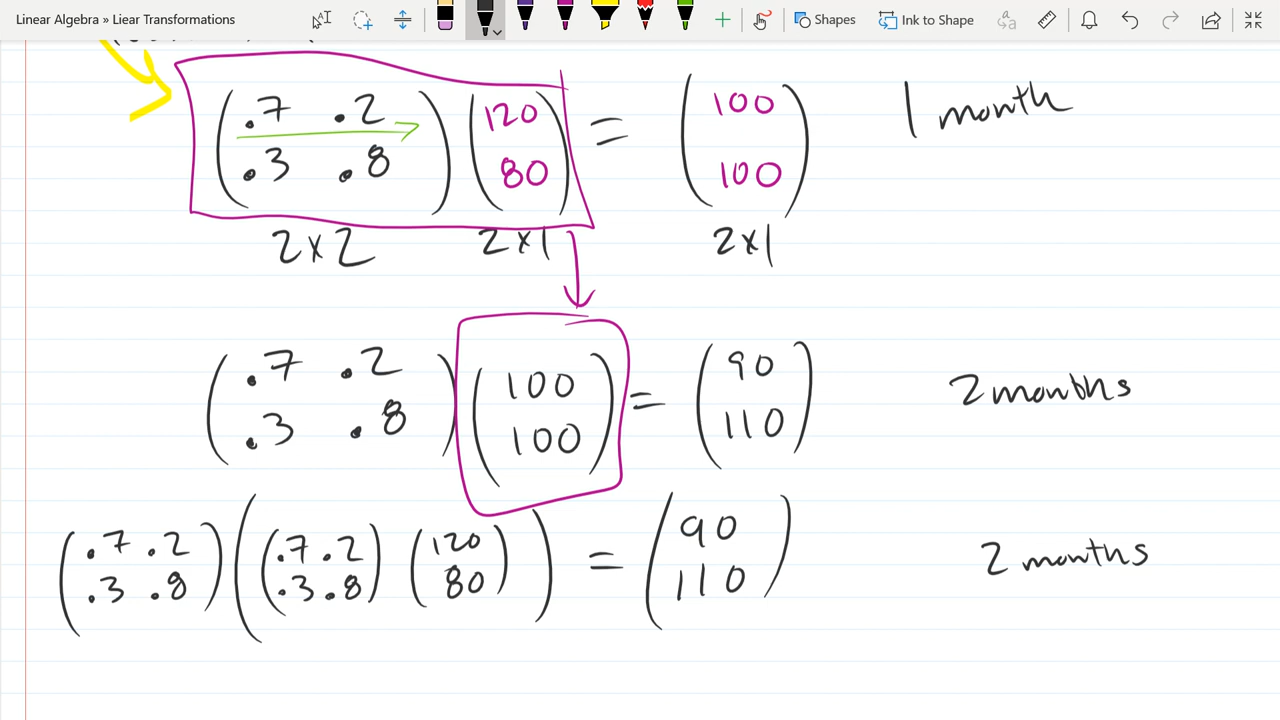 Linear Algebra » Liear Transformations Shapes Ink to Shape
.7 .2 120 = 100 1 month
.3 .8 80 100
2x2 2x1 2x1
.7 .2 100 = 90 2 months
.3 .8 100 110
.7 .2 .7 .2 120 = 90 2 months
.3 .8 .3 .8 80 110